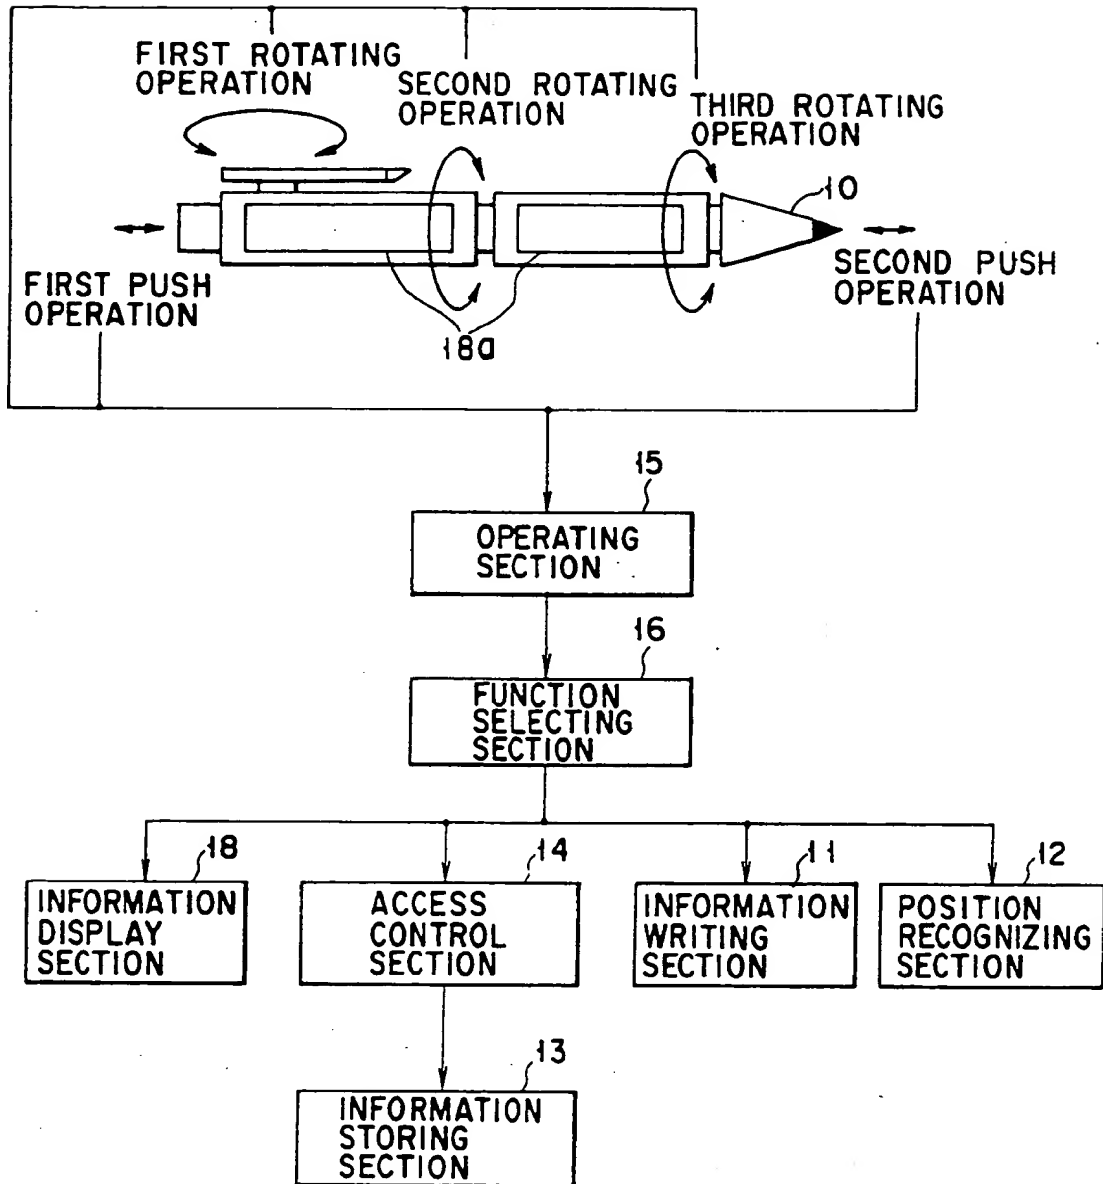 FIRST ROTATING
OPERATION
SECOND ROTATING
OPERATION
THIRD ROTATING
OPERATION
10
FIRST PUSH
OPERATION
18a
SECOND PUSH
OPERATION
15
OPERATING
SECTION
16
FUNCTION
SELECTING
SECTION
18
INFORMATION
DISPLAY
SECTION
14
ACCESS
CONTROL
SECTION
11
INFORMATION
WRITING
SECTION
12
POSITION
RECOGNIZING
SECTION
13
INFORMATION
STORING
SECTION